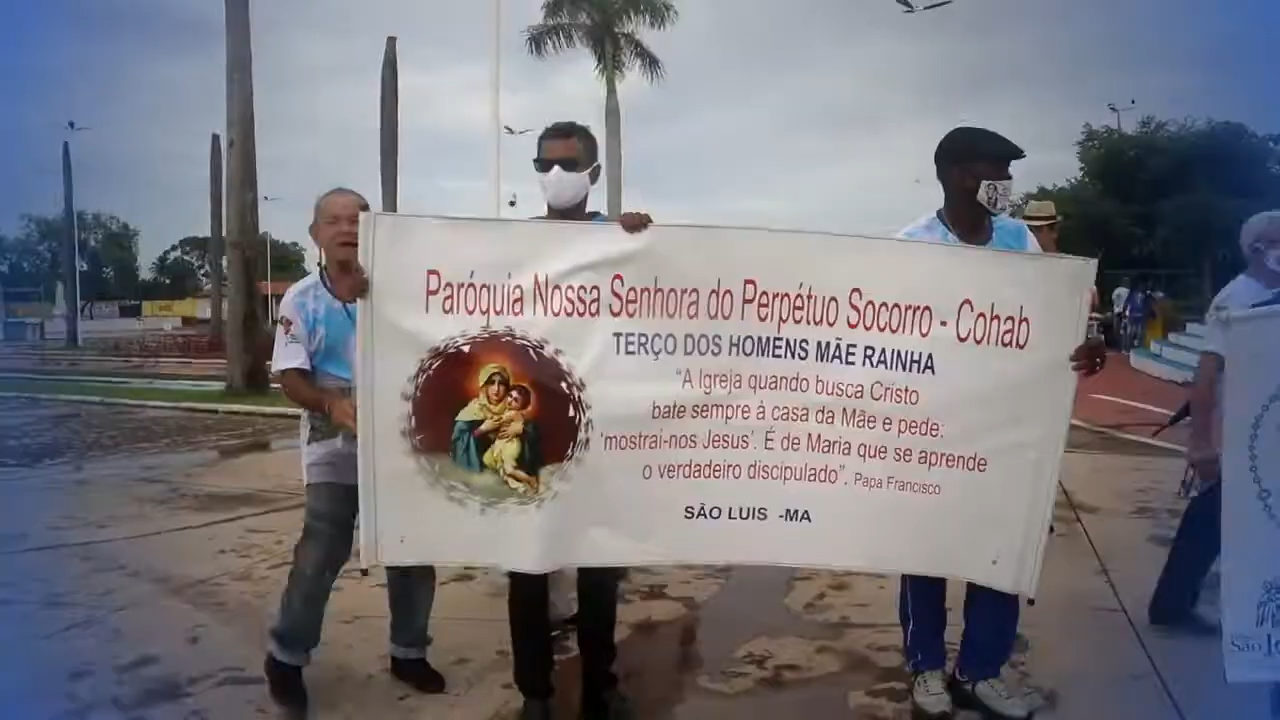 Paróquia Nossa Senhora do Perpétuo Socorro - Cohab
TERÇO DOS HOMENS MÃE RAINHA
“A Igreja quando busca Cristo
bate sempre à casa da Mãe e pede:
‘mostrai-nos Jesus’. É de Maria que se aprende
o verdadeiro discipulado”. Papa Francisco
SÃO LUIS -MA
São